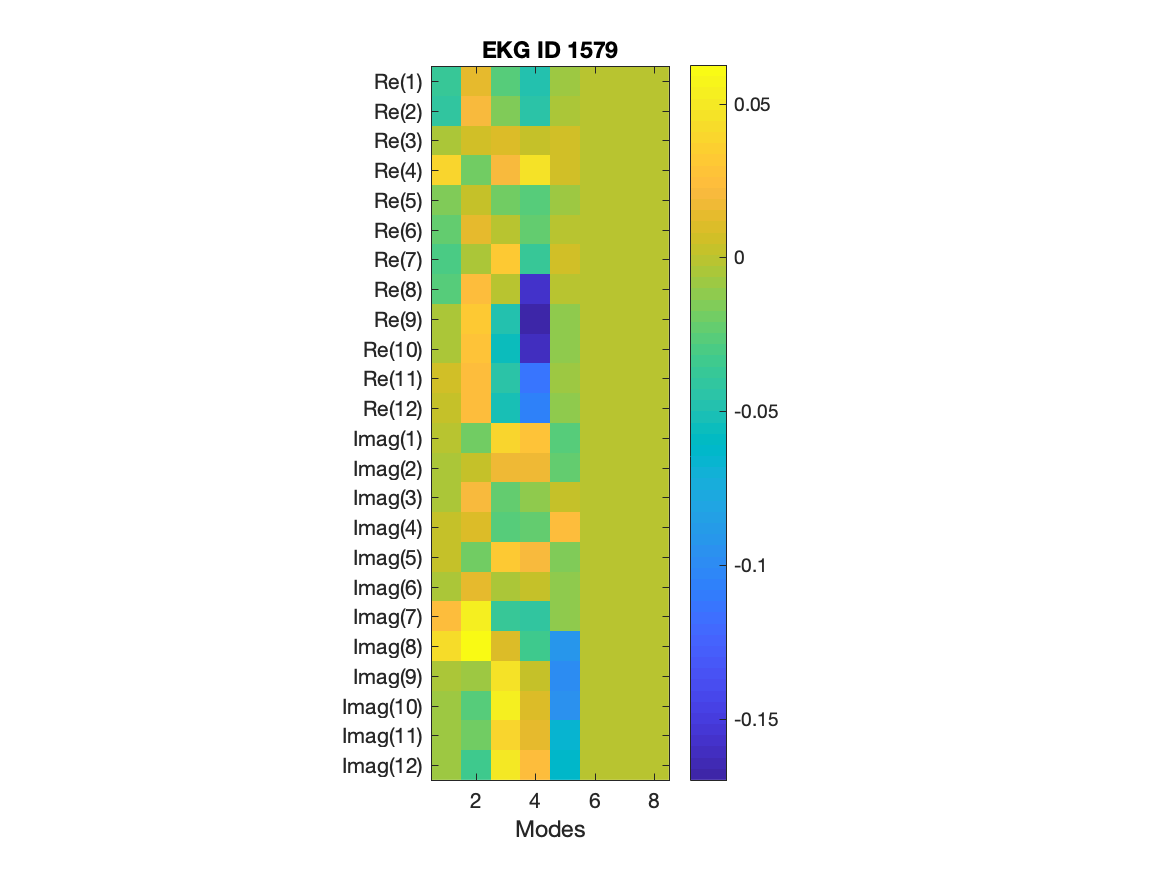 EKG ID 1579
Re(1)
Re(2)
Re(3)
Re(4)
Re(5)
Re(6)
Re(7)
Re(8)
Re(9)
Re(10)
Re(11)
Re(12)
Imag(1)
Imag(2)
Imag(3)
Imag(4)
Imag(5)
Imag(6)
Imag(7)
Imag(8)
Imag(9)
Imag(10)
Imag(11)
Imag(12)
2 4 6 8
Modes
0.05
0
-0.05
-0.1
-0.15